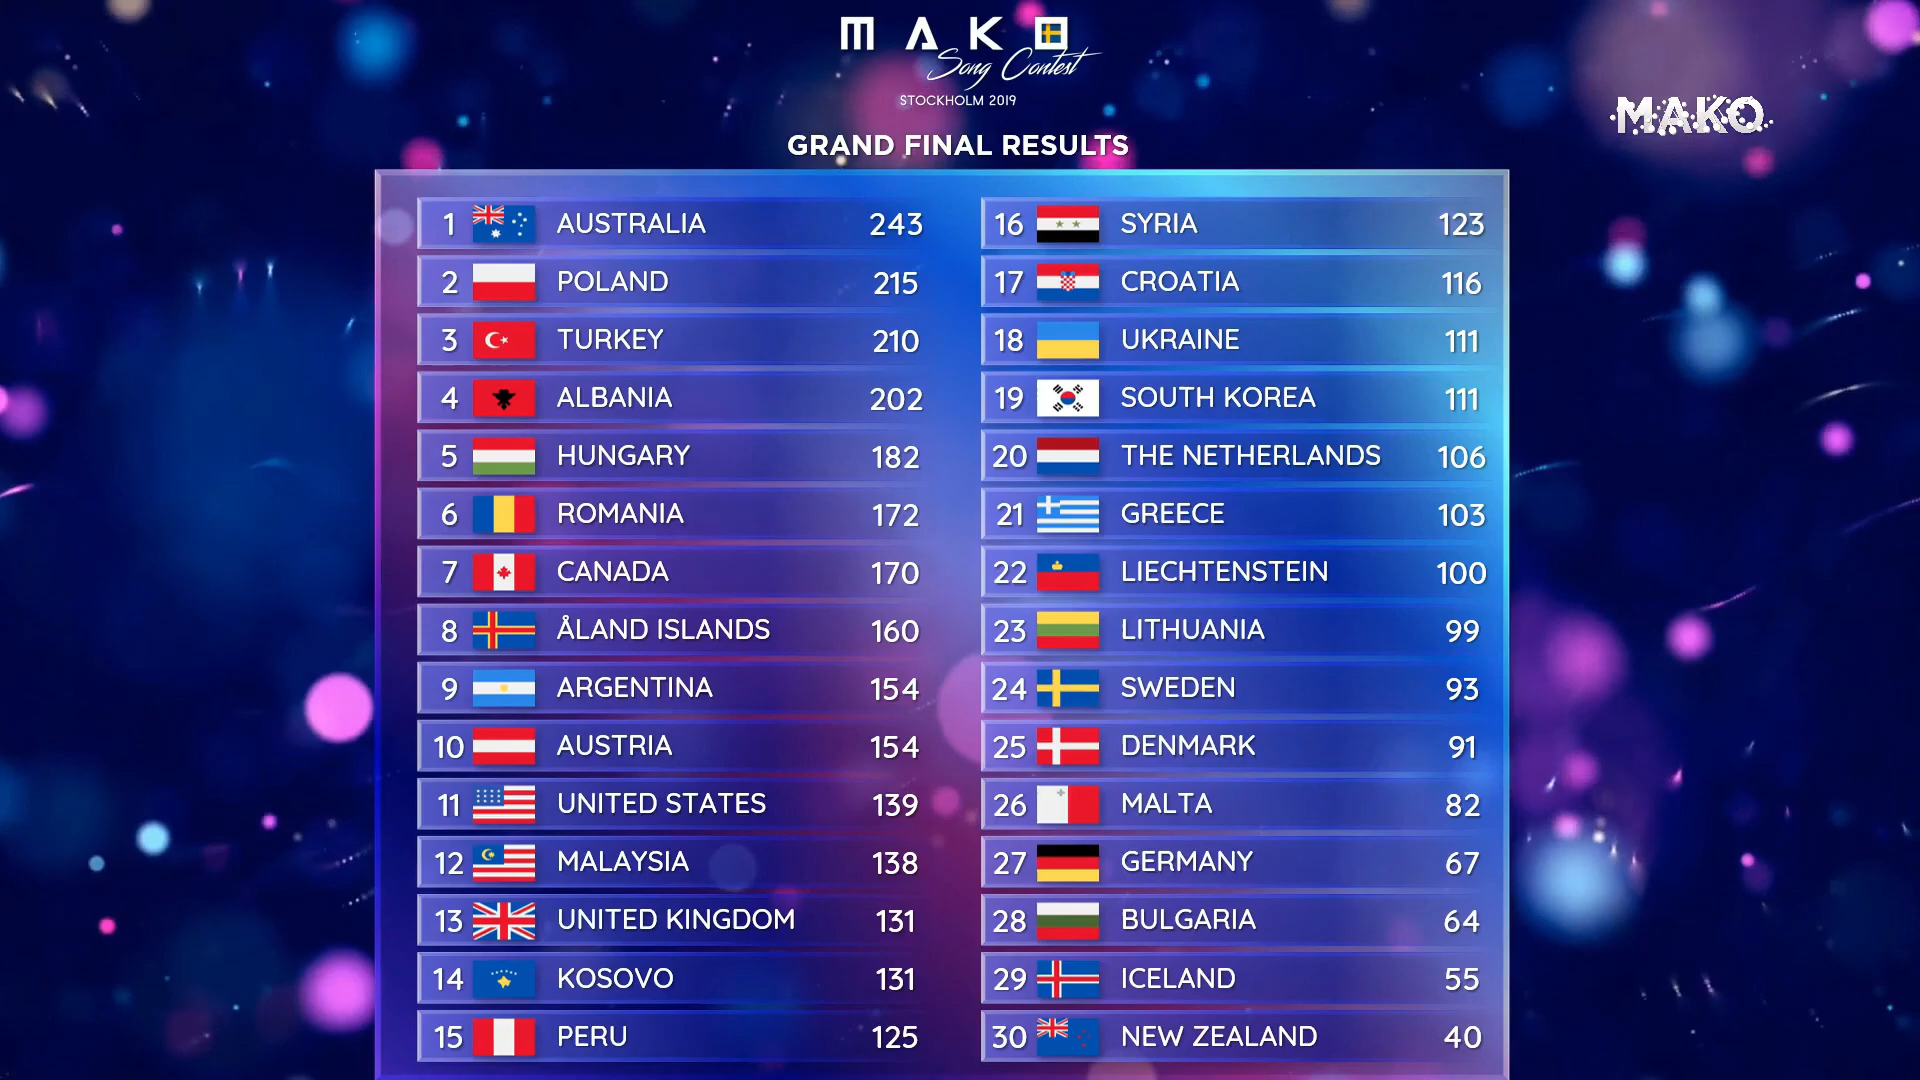 MAKO
Song Contest
STOCKHOLM 2019
MAKO
GRAND FINAL RESULTS
1 AUSTRALIA 243
2 POLAND 215
3 TURKEY 210
4 ALBANIA 202
5 HUNGARY 182
6 ROMANIA 172
7 CANADA 170
8 ÅLAND ISLANDS 160
9 ARGENTINA 154
10 AUSTRIA 154
11 UNITED STATES 139
12 MALAYSIA 138
13 UNITED KINGDOM 131
14 KOSOVO 131
15 PERU 125
16 SYRIA 123
17 CROATIA 116
18 UKRAINE 111
19 SOUTH KOREA 111
20 THE NETHERLANDS 106
21 GREECE 103
22 LIECHTENSTEIN 100
23 LITHUANIA 99
24 SWEDEN 93
25 DENMARK 91
26 MALTA 82
27 GERMANY 67
28 BULGARIA 64
29 ICELAND 55
30 NEW ZEALAND 40